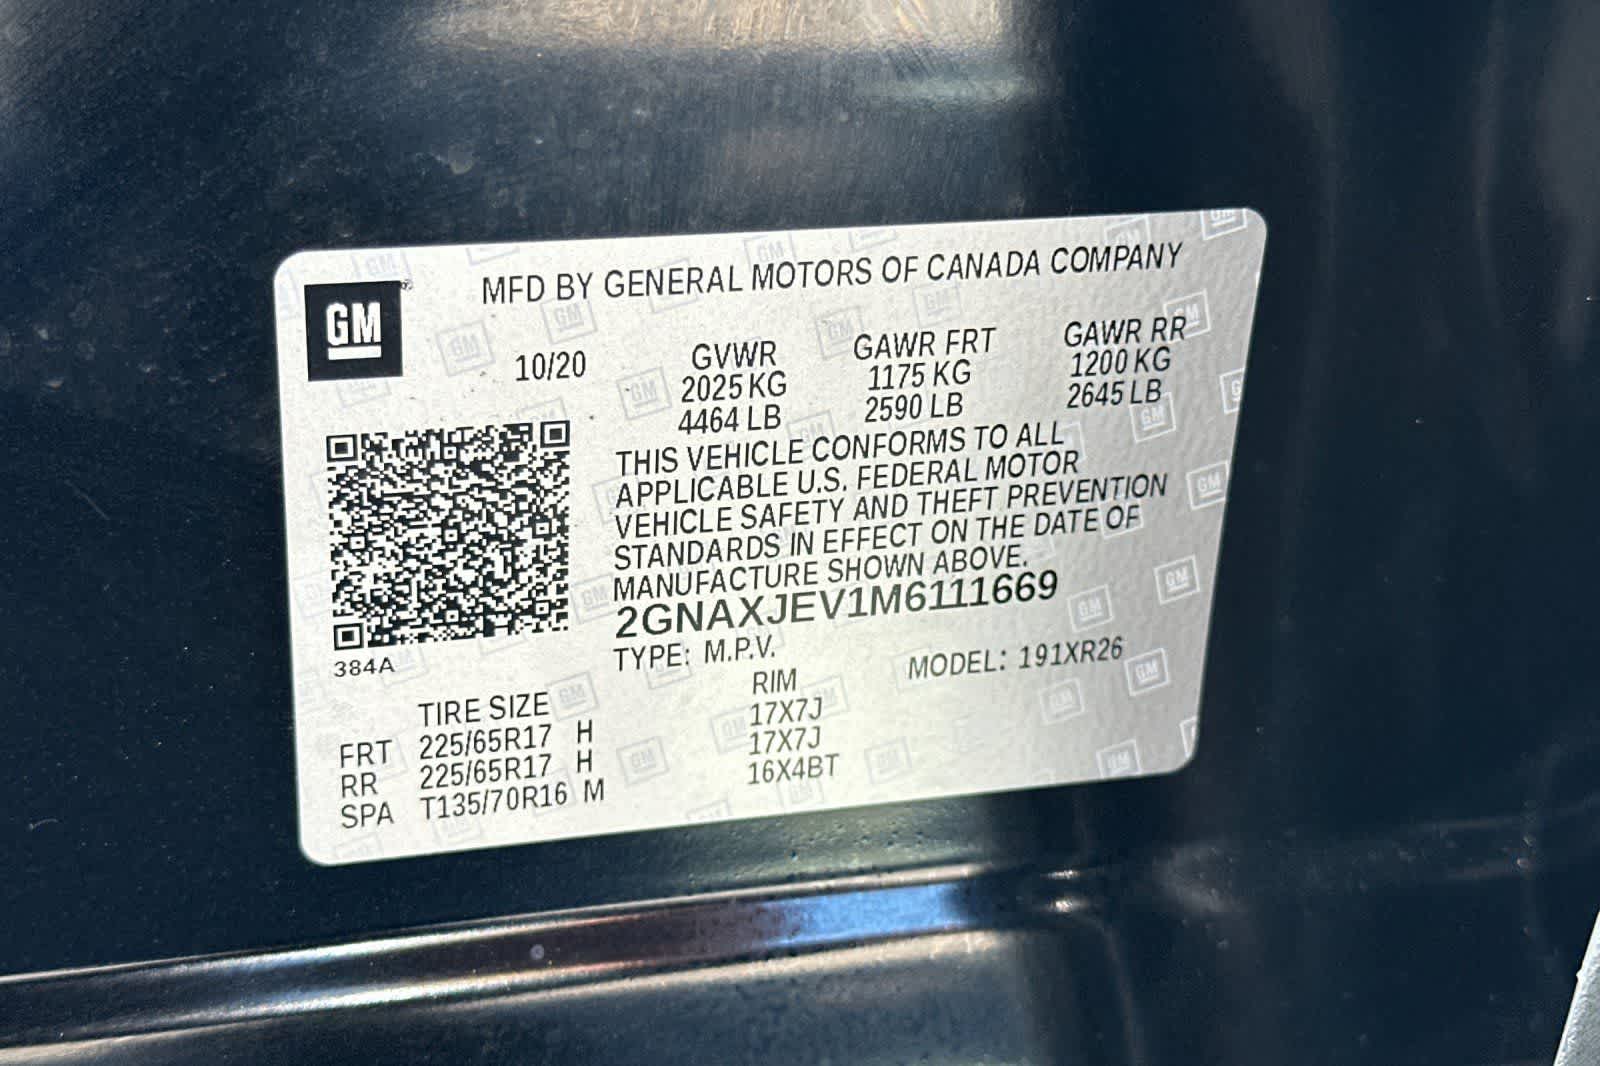 GM
MFD BY GENERAL MOTORS OF CANADA COMPANY
10/20
GVWR GAWR FRT GAWR RR
2025 KG 1175 KG 1200 KG
4464 LB 2590 LB 2645 LB
THIS VEHICLE CONFORMS TO ALL
APPLICABLE U.S. FEDERAL MOTOR
VEHICLE SAFETY AND THEFT PREVENTION
STANDARDS IN EFFECT ON THE DATE OF
MANUFACTURE SHOWN ABOVE.
2GNAXJEV1M6111669
384A
TYPE: M.P.V. MODEL: 191XR26
TIRE SIZE RIM
FRT 225/65R17 H 17X7J
RR 225/65R17 H 17X7J
SPA T135/70R16 M 16X4BT